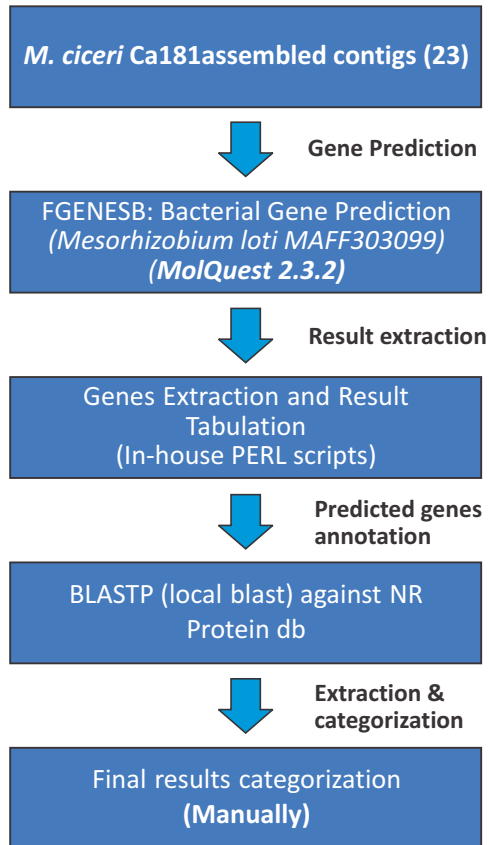 M. ciceri Ca181assembled contigs (23)
Gene Prediction
FGENESB: Bacterial Gene Prediction
(Mesorhizobium loti MAFF303099)
(MolQuest 2.3.2)
Result extraction
Genes Extraction and Result
Tabulation
(In-house PERL scripts)
Predicted genes
annotation
BLASTP (local blast) against NR
Protein db
Extraction &
categorization
Final results categorization
(Manually)